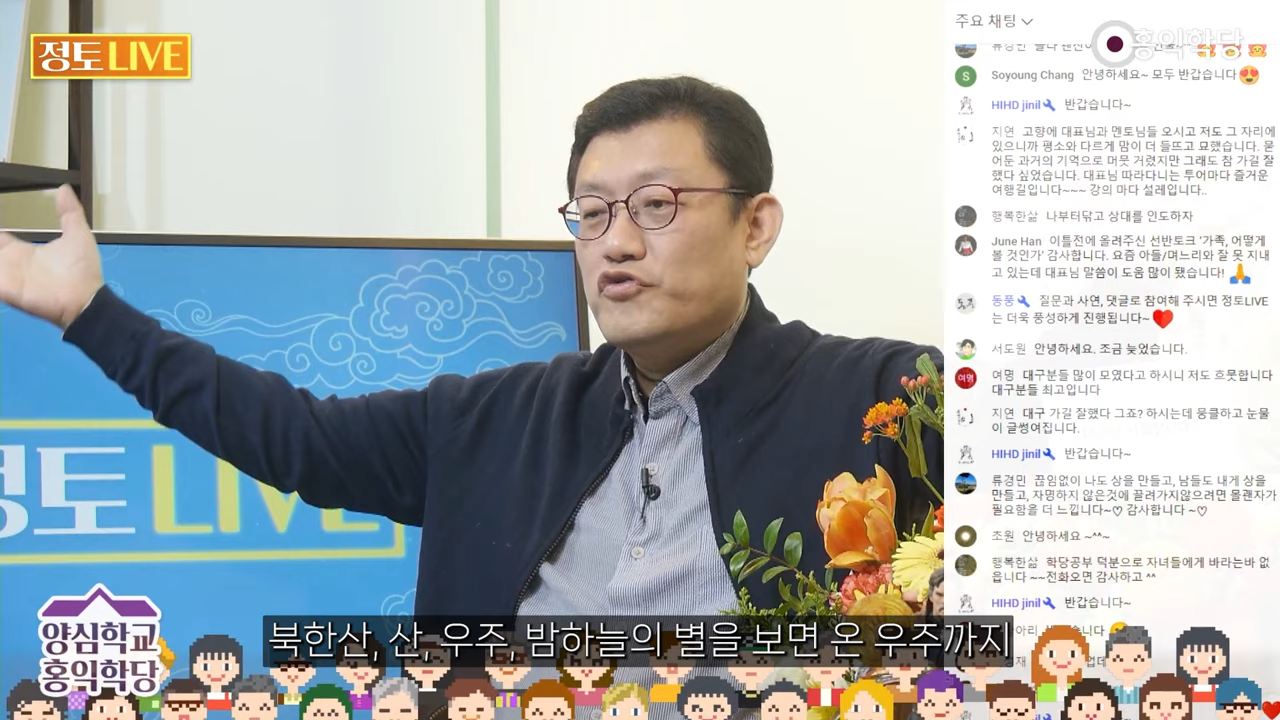 정토 LIVE
주요 채팅
홍익학당
Soyoung Chang 안녕하세요~ 모두 반갑습니다
HIHD jinil 반갑습니다~
지연 고향에 대표님과 멘토님들 오시고 저도 그 자리에
있으니까 평소와 다르게 맘이 더 들뜨고 묘했습니다. 묻
어둔 과거의 기억으로 머뭇 거렸지만 그래도 참 가길 잘
했다 싶었습니다. 대표님 따라다니는 투어마다 즐거운
여행길입니다~~~ 강의 마다 설레입니다..
행복한삶 나부터닦고 상대를 인도하자
June Han 이틀전에 올려주신 선반토크 '가족, 어떻게
볼 것인가' 감사합니다. 요즘 아들/며느리와 잘 못 지내
고 있는데 대표님 말씀이 도움 많이 됐습니다!
동풍 질문과 사연, 댓글로 참여해 주시면 정토LIVE
는 더욱 풍성하게 진행됩니다~
서도원 안녕하세요. 조금 늦었습니다.
여명 여명 대구분들 많이 모였다고 하시니 저도 흐뭇합니다
대구분들 최고입니다
지연 대구 가길 잘했다 그죠? 하시는데 뭉클하고 눈물
이 글썽여집니다.
HIHD jinil 반갑습니다~
류경민 끊임없이 나도 상을 만들고, 남들도 내게 상을
만들고, 자명하지 않은것에 끌려가지않으려면 몰괜자가
필요함을 더 느낍니다~♡ 감사합니다 ~♡
초원 안녕하세요 ~^^~
행복한삶 학당공부 덕분으로 자녀들에게 바라는바 없
읍니다 ~~전화오면 감사하고 ^^
HIHD jinil 반갑습니다~
정토 LIVE
양심학교
홍익학당
북한산, 산, 우주, 밤하늘의 별을 보면 온 우주까지